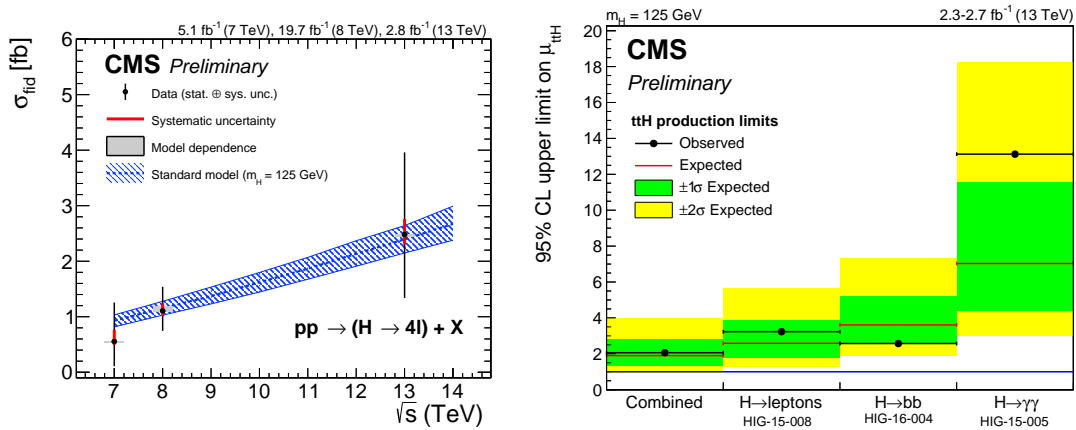 5.1 fb⁻¹ (7 TeV), 19.7 fb⁻¹ (8 TeV), 2.8 fb⁻¹ (13 TeV)
σ_fid [fb]
CMS Preliminary
Data (stat. ⊕ sys. unc.)
Systematic uncertainty
Model dependence
Standard model (m_H = 125 GeV)
pp → (H → 4l) + X
6
5
4
3
2
1
0
7 8 9 10 11 12 13 14
√s (TeV)
m_H = 125 GeV 2.3-2.7 fb⁻¹ (13 TeV)
95% CL upper limit on μ_ttH
CMS
Preliminary
ttH production limits
Observed
Expected
±1σ Expected
±2σ Expected
20
18
16
14
12
10
8
6
4
2
0
Combined H→leptons H→bb H→γγ
HIG-15-008 HIG-16-004 HIG-15-005